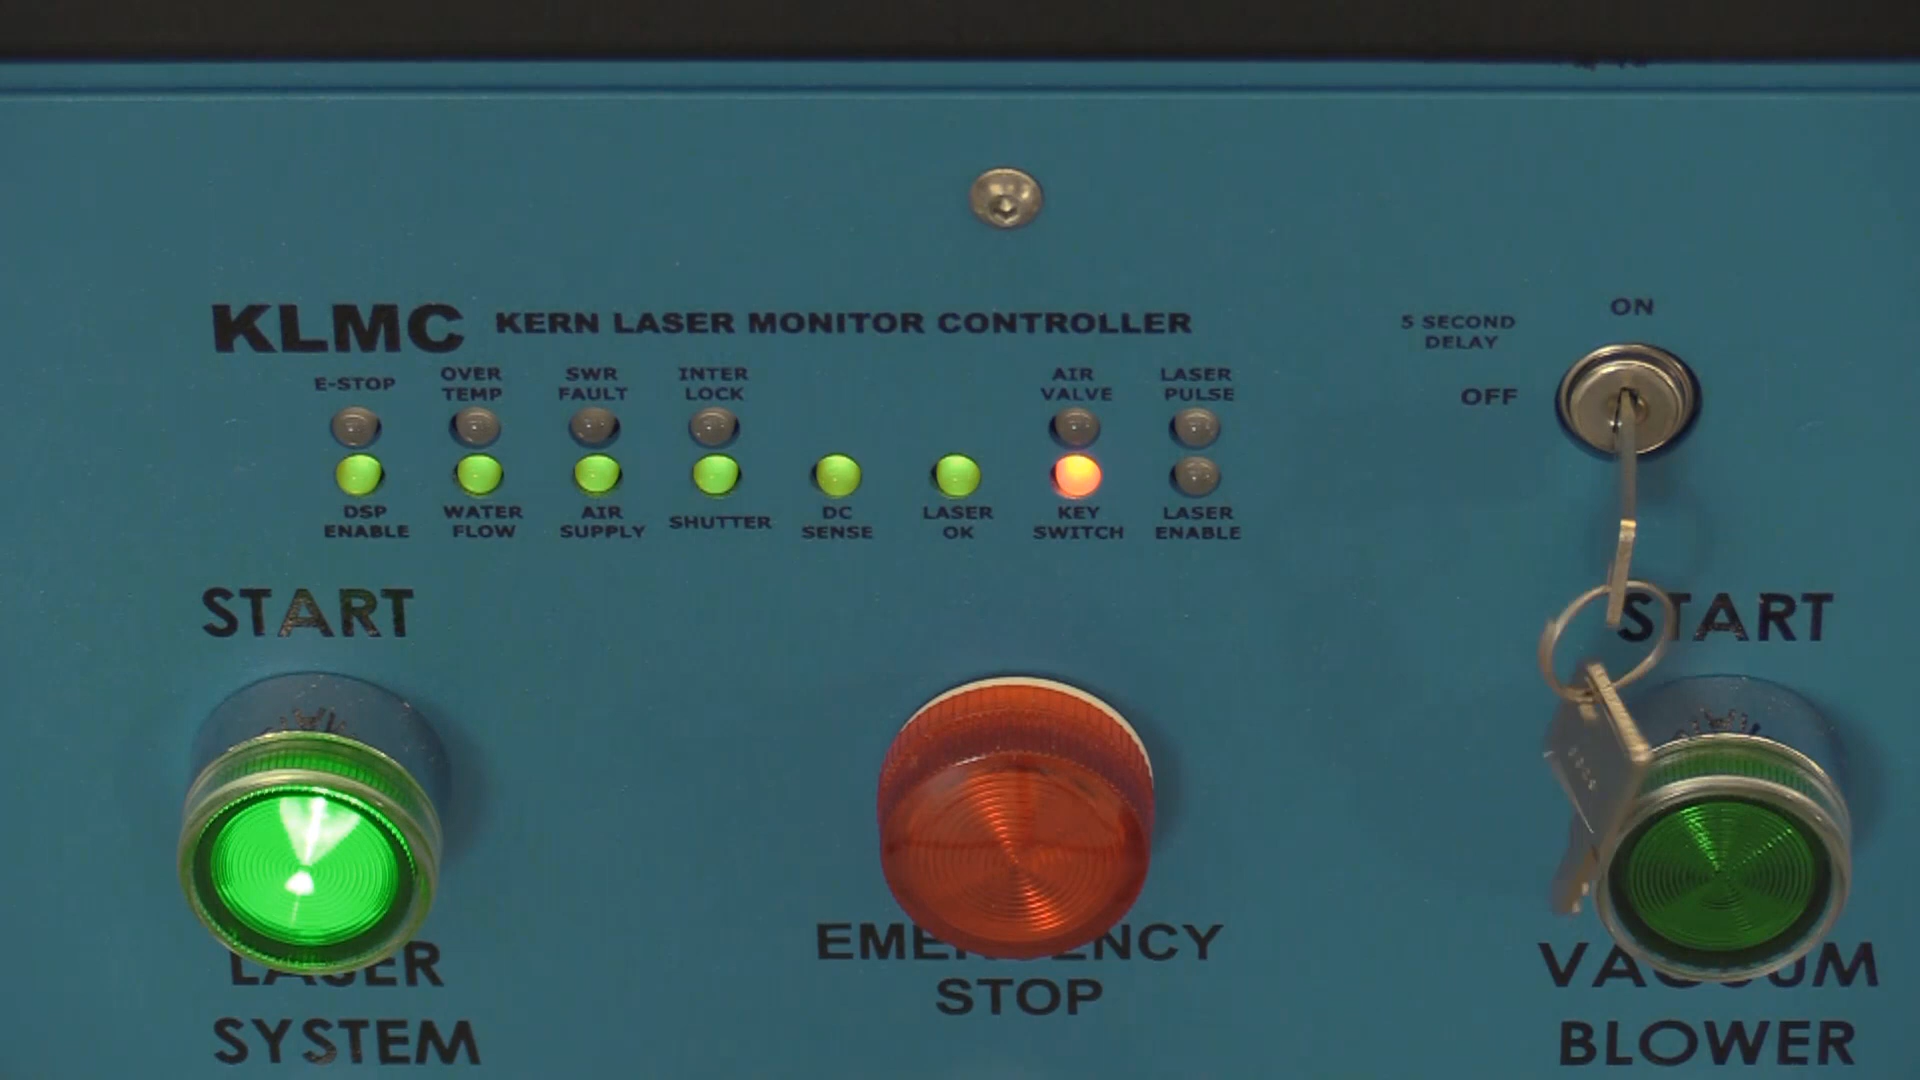 KLMC KERN LASER MONITOR CONTROLLER
E-STOP
OVER
TEMP
SWR
FAULT
INTER
LOCK
AIR
VALVE
LASER
PULSE
DSP
ENABLE
WATER
FLOW
AIR
SUPPLY
SHUTTER
DC
SENSE
LASER
OK
KEY
SWITCH
LASER
ENABLE
5 SECOND
DELAY
ON
OFF
START
LASER
SYSTEM
EMERGENCY
STOP
START
VACUUM
BLOWER